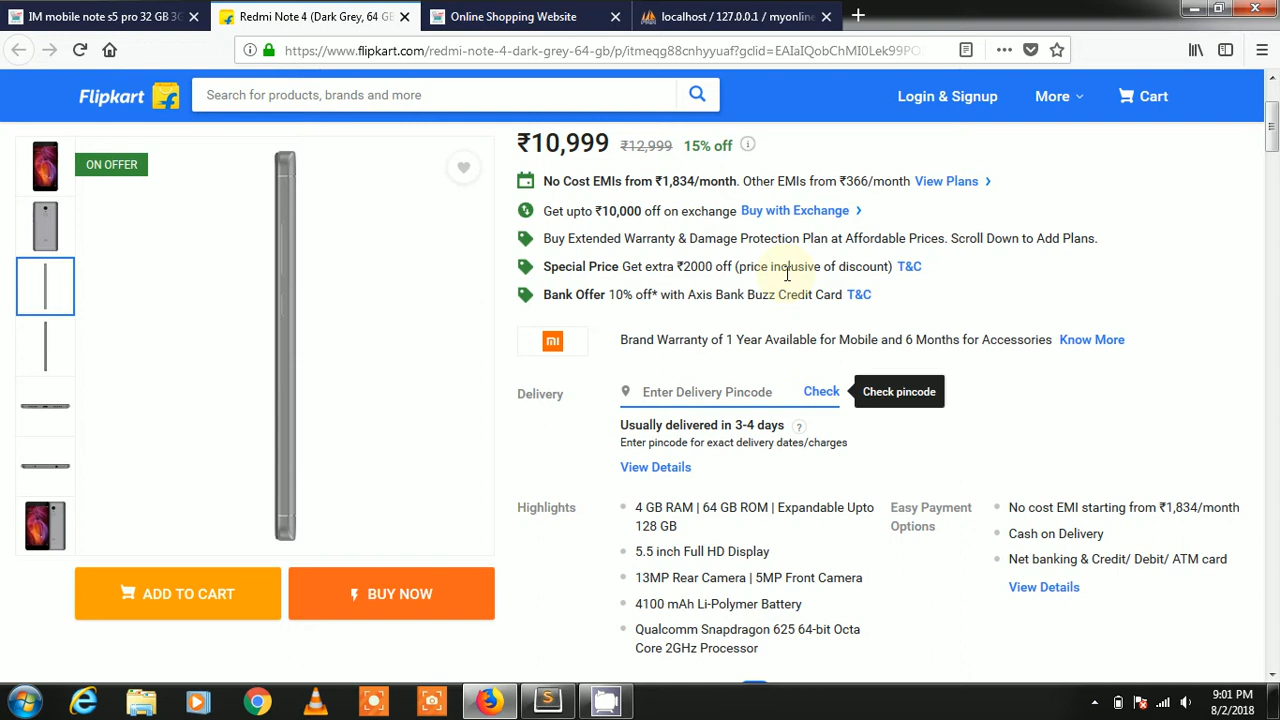 IM mobile note s5 pro 32 GB 3G
Redmi Note 4 (Dark Grey, 64 GB
Online Shopping Website
localhost / 127.0.0.1 / myonline
https://www.flipkart.com/redmi-note-4-dark-grey-64-gb/p/itmeqg88cnhyyuaf?gclid=EAIaIQobChMI0Lek99PO
Flipkart
Search for products, brands and more
Login & Signup
More
Cart
ON OFFER
₹10,999 ₹12,999 15% off
No Cost EMIs from ₹1,834/month. Other EMIs from ₹366/month View Plans
Get upto ₹10,000 off on exchange Buy with Exchange
Buy Extended Warranty & Damage Protection Plan at Affordable Prices. Scroll Down to Add Plans.
Special Price Get extra ₹2000 off (price inclusive of discount) T&C
Bank Offer 10% off* with Axis Bank Buzz Credit Card T&C
mi
Brand Warranty of 1 Year Available for Mobile and 6 Months for Accessories Know More
Delivery
Enter Delivery Pincode
Check
Check pincode
Usually delivered in 3-4 days ?
Enter pincode for exact delivery dates/charges
View Details
Highlights
4 GB RAM | 64 GB ROM | Expandable Upto
128 GB
5.5 inch Full HD Display
13MP Rear Camera | 5MP Front Camera
4100 mAh Li-Polymer Battery
Qualcomm Snapdragon 625 64-bit Octa
Core 2GHz Processor
Easy Payment
Options
No cost EMI starting from ₹1,834/month
Cash on Delivery
Net banking & Credit/ Debit/ ATM card
View Details
ADD TO CART
BUY NOW
9:01 PM
8/2/2018